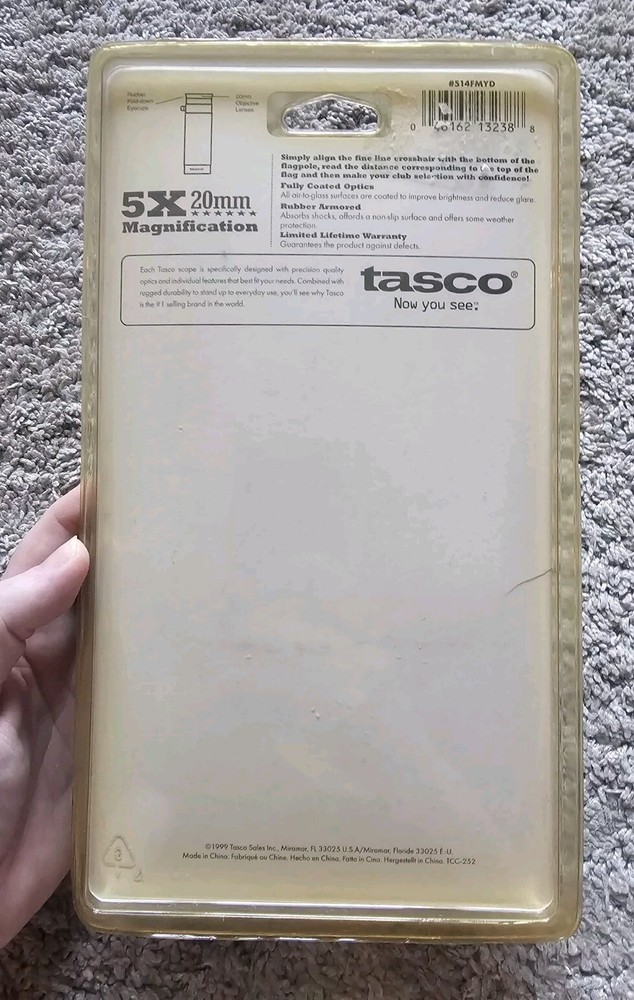 #514FMYD
Rubber
Fold-down
Eyecups
20mm
Objective
Lenses
0 46162 13238 8
Simply align the fine line crosshair with the bottom of the
flagpole, read the distance corresponding to the top of the
flag and then make your club selection with confidence!
Fully Coated Optics
All air-to-glass surfaces are coated to improve brightness and reduce glare.
Rubber Armored
Absorbs shocks, affords a non-slip surface and offers some weather
protection.
Limited Lifetime Warranty
Guarantees the product against defects.
5X 20mm
Magnification
Each Tasco scope is specifically designed with precision quality
optics and individual features that best fit your needs. Combined with
rugged durability to stand up to everyday use, you'll see why Tasco
is the #1 selling brand in the world.
tasco®
Now you see.™
3
©1999 Tasco Sales Inc., Miramar, FL 33025 U.S.A/Miramar, Floride 33025 E.-U.
Made in China. Fabriqué au Chine. Hecho en China. Fatto in Cina. Hergestellt in China. TCC-252